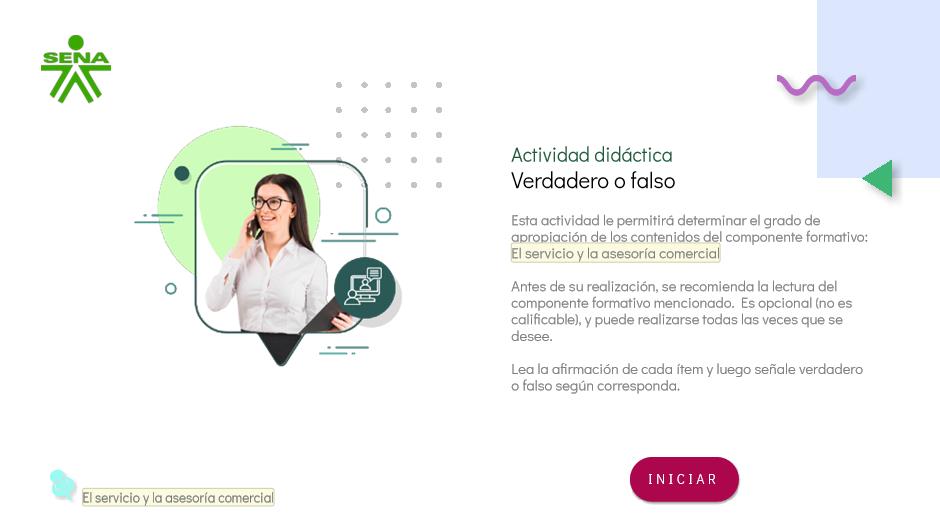 SENA
Actividad didáctica
Verdadero o falso
Esta actividad le permitirá determinar el grado de
apropiación de los contenidos del componente formativo:
El servicio y la asesoría comercial
Antes de su realización, se recomienda la lectura del
componente formativo mencionado. Es opcional (no es
calificable), y puede realizarse todas las veces que se
desee.
Lea la afirmación de cada ítem y luego señale verdadero
o falso según corresponda.
INICIAR
El servicio y la asesoría comercial